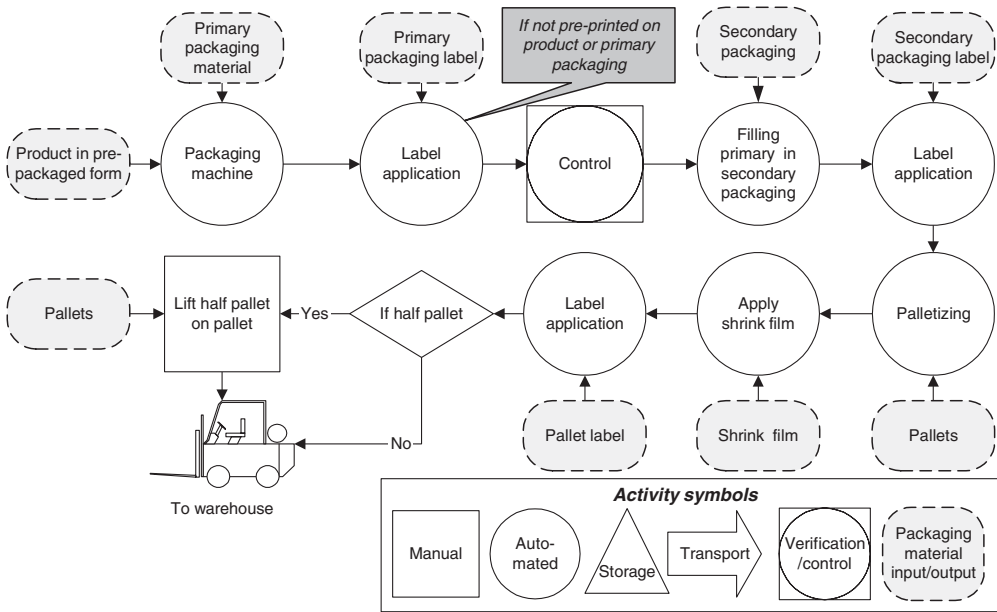 Primary
packaging
material
Primary
packaging label
If not pre-printed on
product or primary
packaging
Secondary
packaging
Secondary
packaging label
Product in pre-
packaged form
Packaging
machine
Label
application
Control
Filling
primary in
secondary
packaging
Label
application
Pallets
Lift half pallet
on pallet
Yes
If half pallet
Label
application
Apply
shrink film
Palletizing
No
Pallet label
Shrink film
Pallets
To warehouse
Activity symbols
Manual
Auto-
mated
Storage
Transport
Verification
/control
Packaging
material
input/output